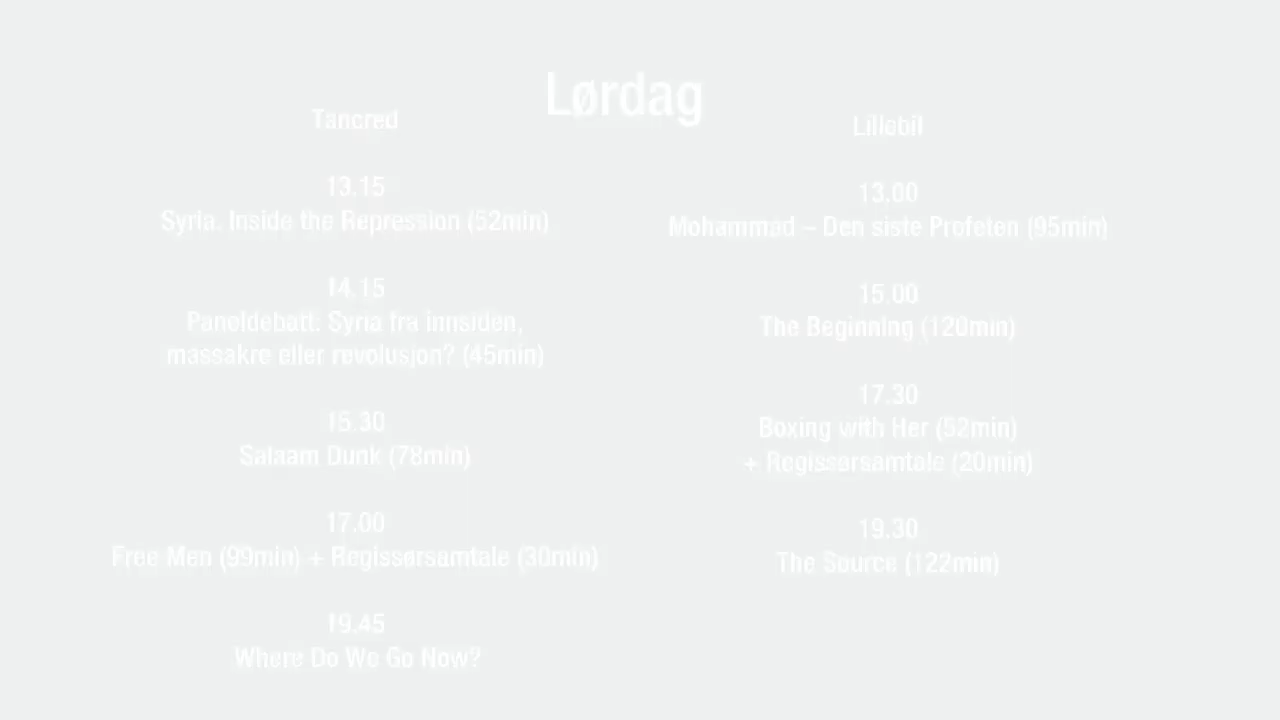 Lørdag
Tancred
13.15
Syria. Inside the Repression (52min)
14.15
Paneldebatt. Syria fra innsiden,
massakre eller revolusjon? (45min)
15.30
Salaam Dunk (78min)
17.00
Free Men (99min) + Regissørsamtale (30min)
19.45
Where Do We Go Now?
Lillebil
13.00
Mohammad – Den siste Profeten (95min)
15.00
The Beginning (120min)
17.30
Boxing with Her (52min)
+ Regissørsamtale (20min)
19.30
The Source (122min)